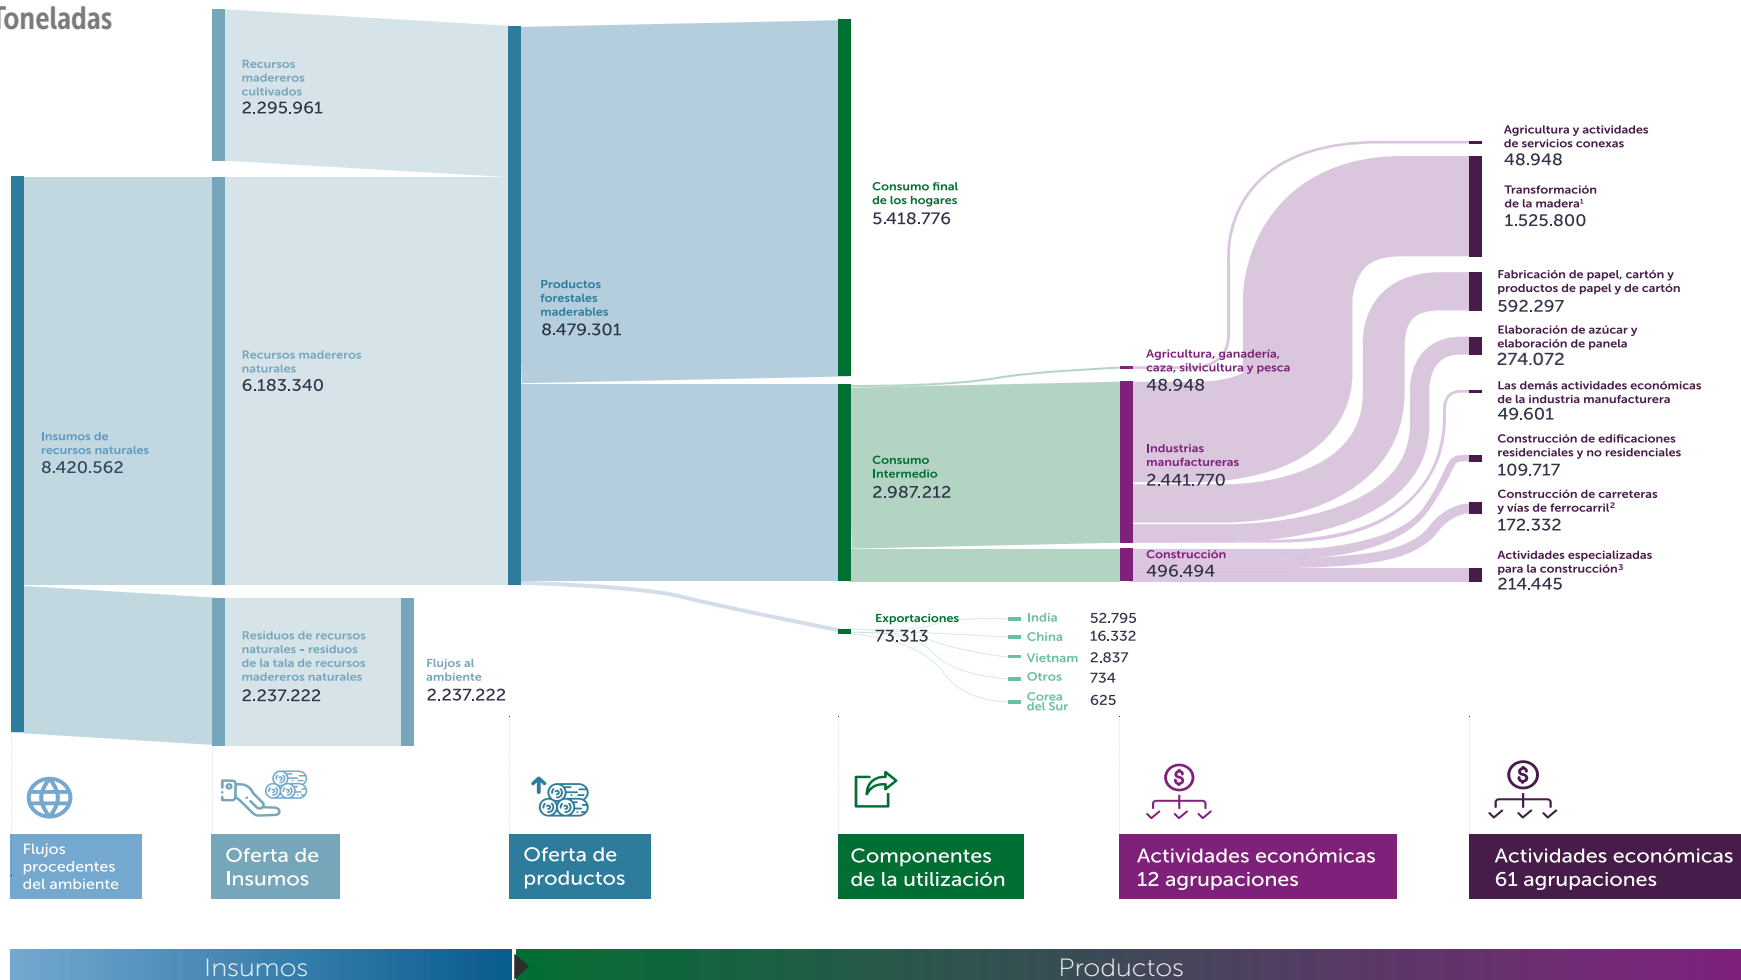 Toneladas
Recursos
madereros
cultivados
2.295.961
Recursos madereros
naturales
6.183.340
Insumos de
recursos naturales
8.420.562
Residuos de recursos
naturales - residuos
de la tala de recursos
madereros naturales
2.237.222
Flujos al
ambiente
2.237.222
Productos
forestales
maderables
8.479.301
Consumo final
de los hogares
5.418.776
Consumo
Intermedio
2.987.212
Exportaciones
73.313
India 52.795
China 16.332
Vietnam 2.837
Otros 734
Corea
del Sur 625
Agricultura, ganadería,
caza, silvicultura y pesca
48.948
Industrias
manufactureras
2.441.770
Construcción
496.494
Agricultura y actividades
de servicios conexas
48.948
Transformación
de la madera¹
1.525.800
Fabricación de papel, cartón y
productos de papel y de cartón
592.297
Elaboración de azúcar y
elaboración de panela
274.072
Las demás actividades económicas
de la industria manufacturera
49.601
Construcción de edificaciones
residenciales y no residenciales
109.717
Construcción de carreteras
y vías de ferrocarril²
172.332
Actividades especializadas
para la construcción³
214.445
Flujos
procedentes
del ambiente
Oferta de
Insumos
Oferta de
productos
Componentes
de la utilización
Actividades económicas
12 agrupaciones
Actividades económicas
61 agrupaciones
Insumos
Productos